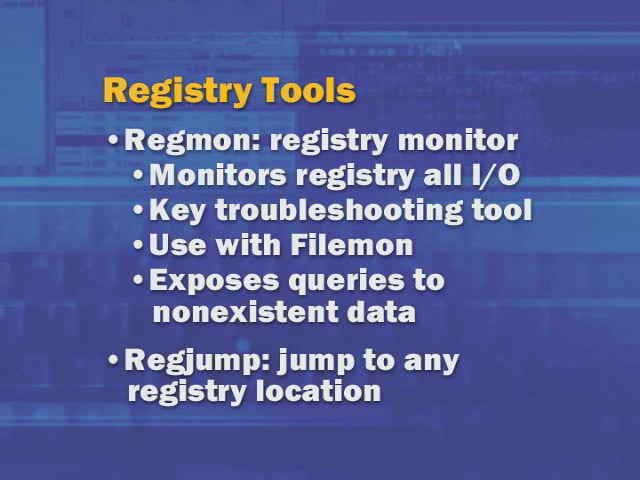 Registry Tools
•Regmon: registry monitor
•Monitors registry all I/O
•Key troubleshooting tool
•Use with Filemon
•Exposes queries to
nonexistent data
•Regjump: jump to any
registry location